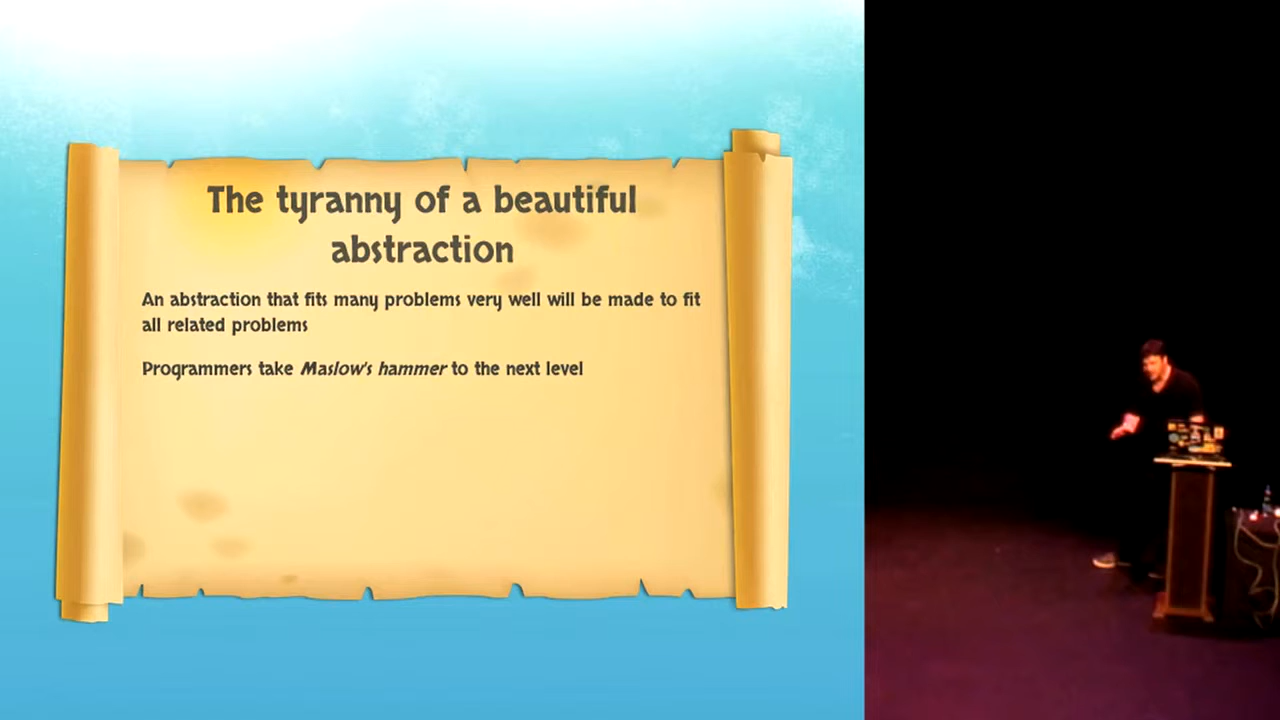 The tyranny of a beautiful
abstraction
An abstraction that fits many problems very well will be made to fit
all related problems
Programmers take Maslow's hammer to the next level